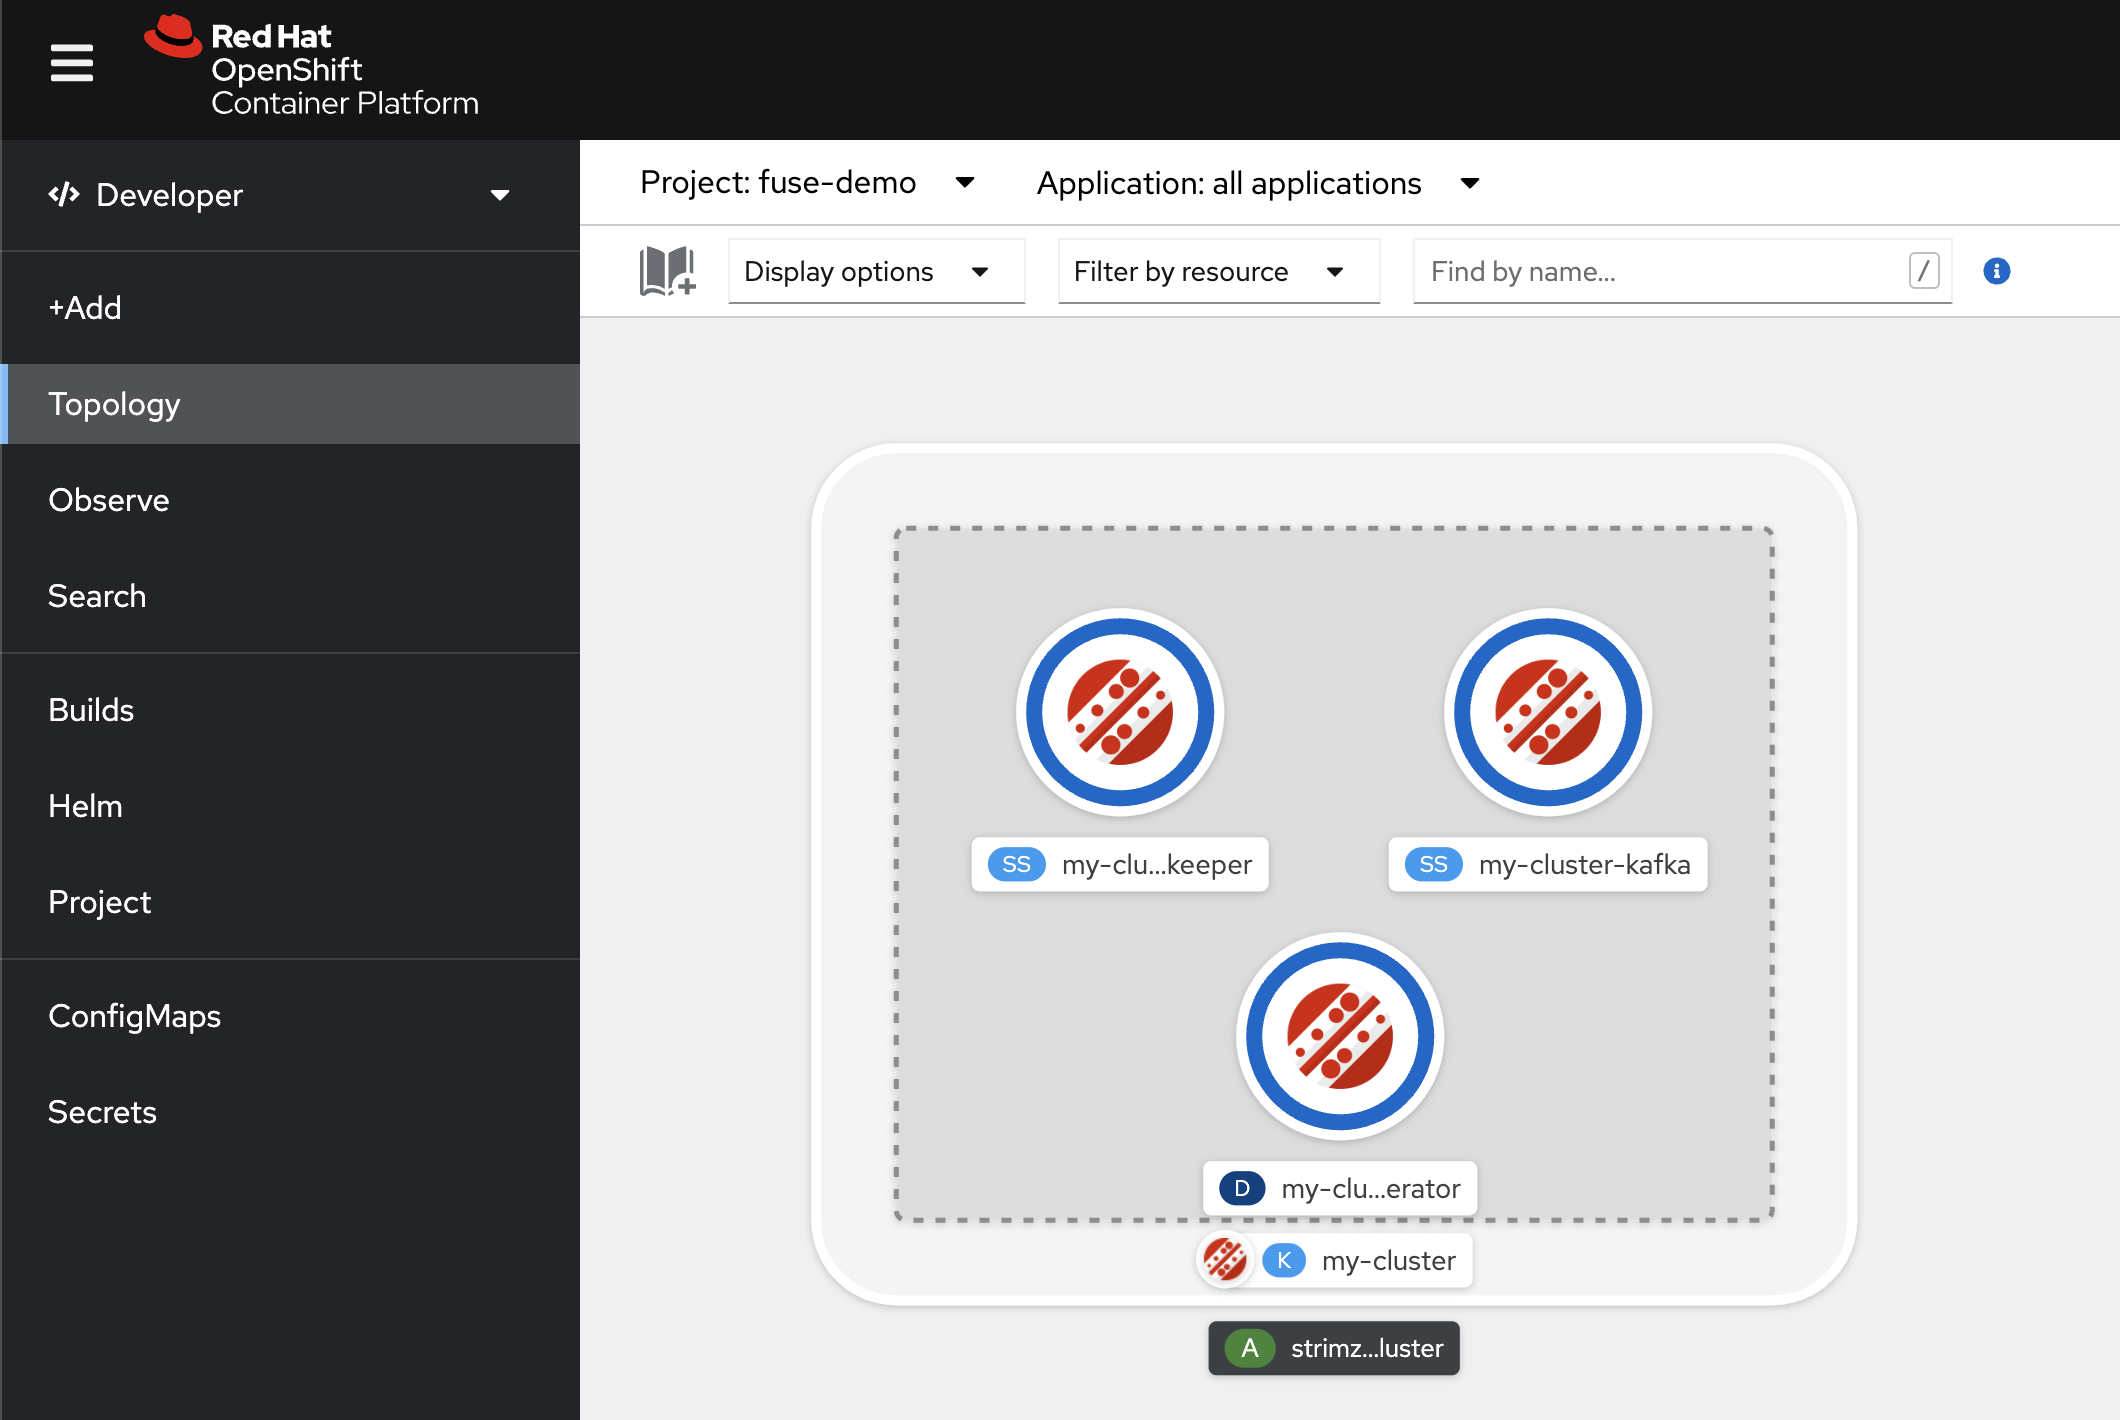 Red Hat
OpenShift
Container Platform
Developer
+Add
Topology
Observe
Search
Builds
Helm
Project
ConfigMaps
Secrets
Project: fuse-demo
Application: all applications
Display options
Filter by resource
Find by name...
/
i
SS my-clu...keeper
SS my-cluster-kafka
D my-clu...erator
K my-cluster
A strimz...luster